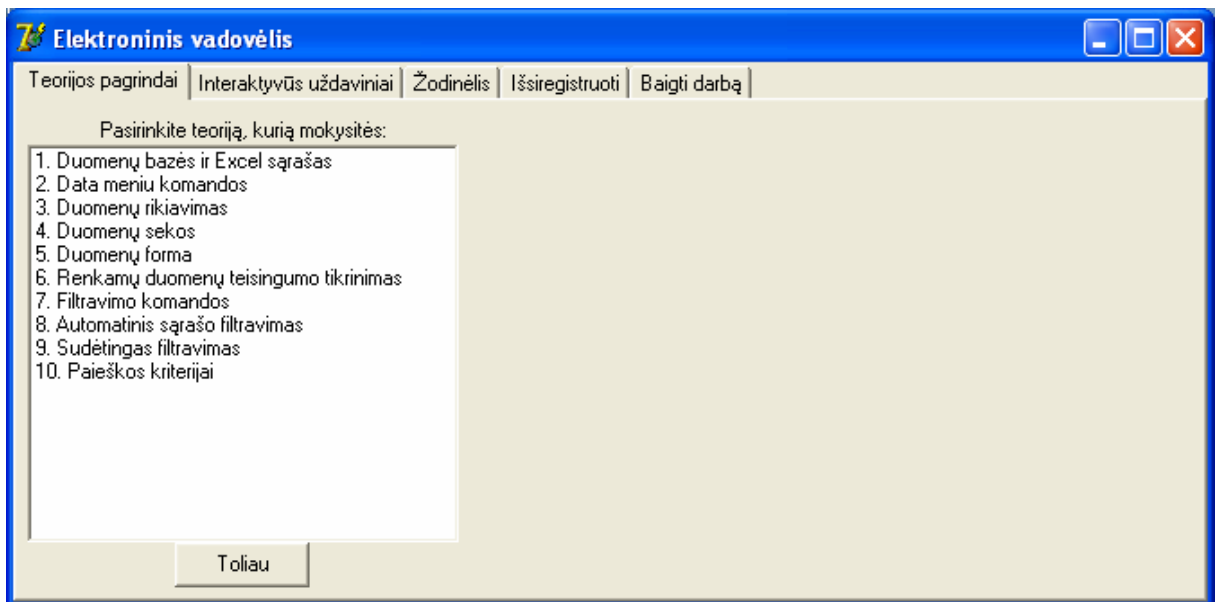 Elektroninis vadovėlis
Teorijos pagrindai Interaktyvūs uždaviniai Žodinėlis Išsiregistruoti Baigti darbą
Pasirinkite teoriją, kurią mokysitės:
1. Duomenų bazės ir Excel sąrašas
2. Data meniu komandos
3. Duomenų rikiavimas
4. Duomenų sekos
5. Duomenų forma
6. Renkamų duomenų teisingumo tikrinimas
7. Filtravimo komandos
8. Automatinis sąrašo filtravimas
9. Sudėtingas filtravimas
10. Paieškos kriterijai
Toliau